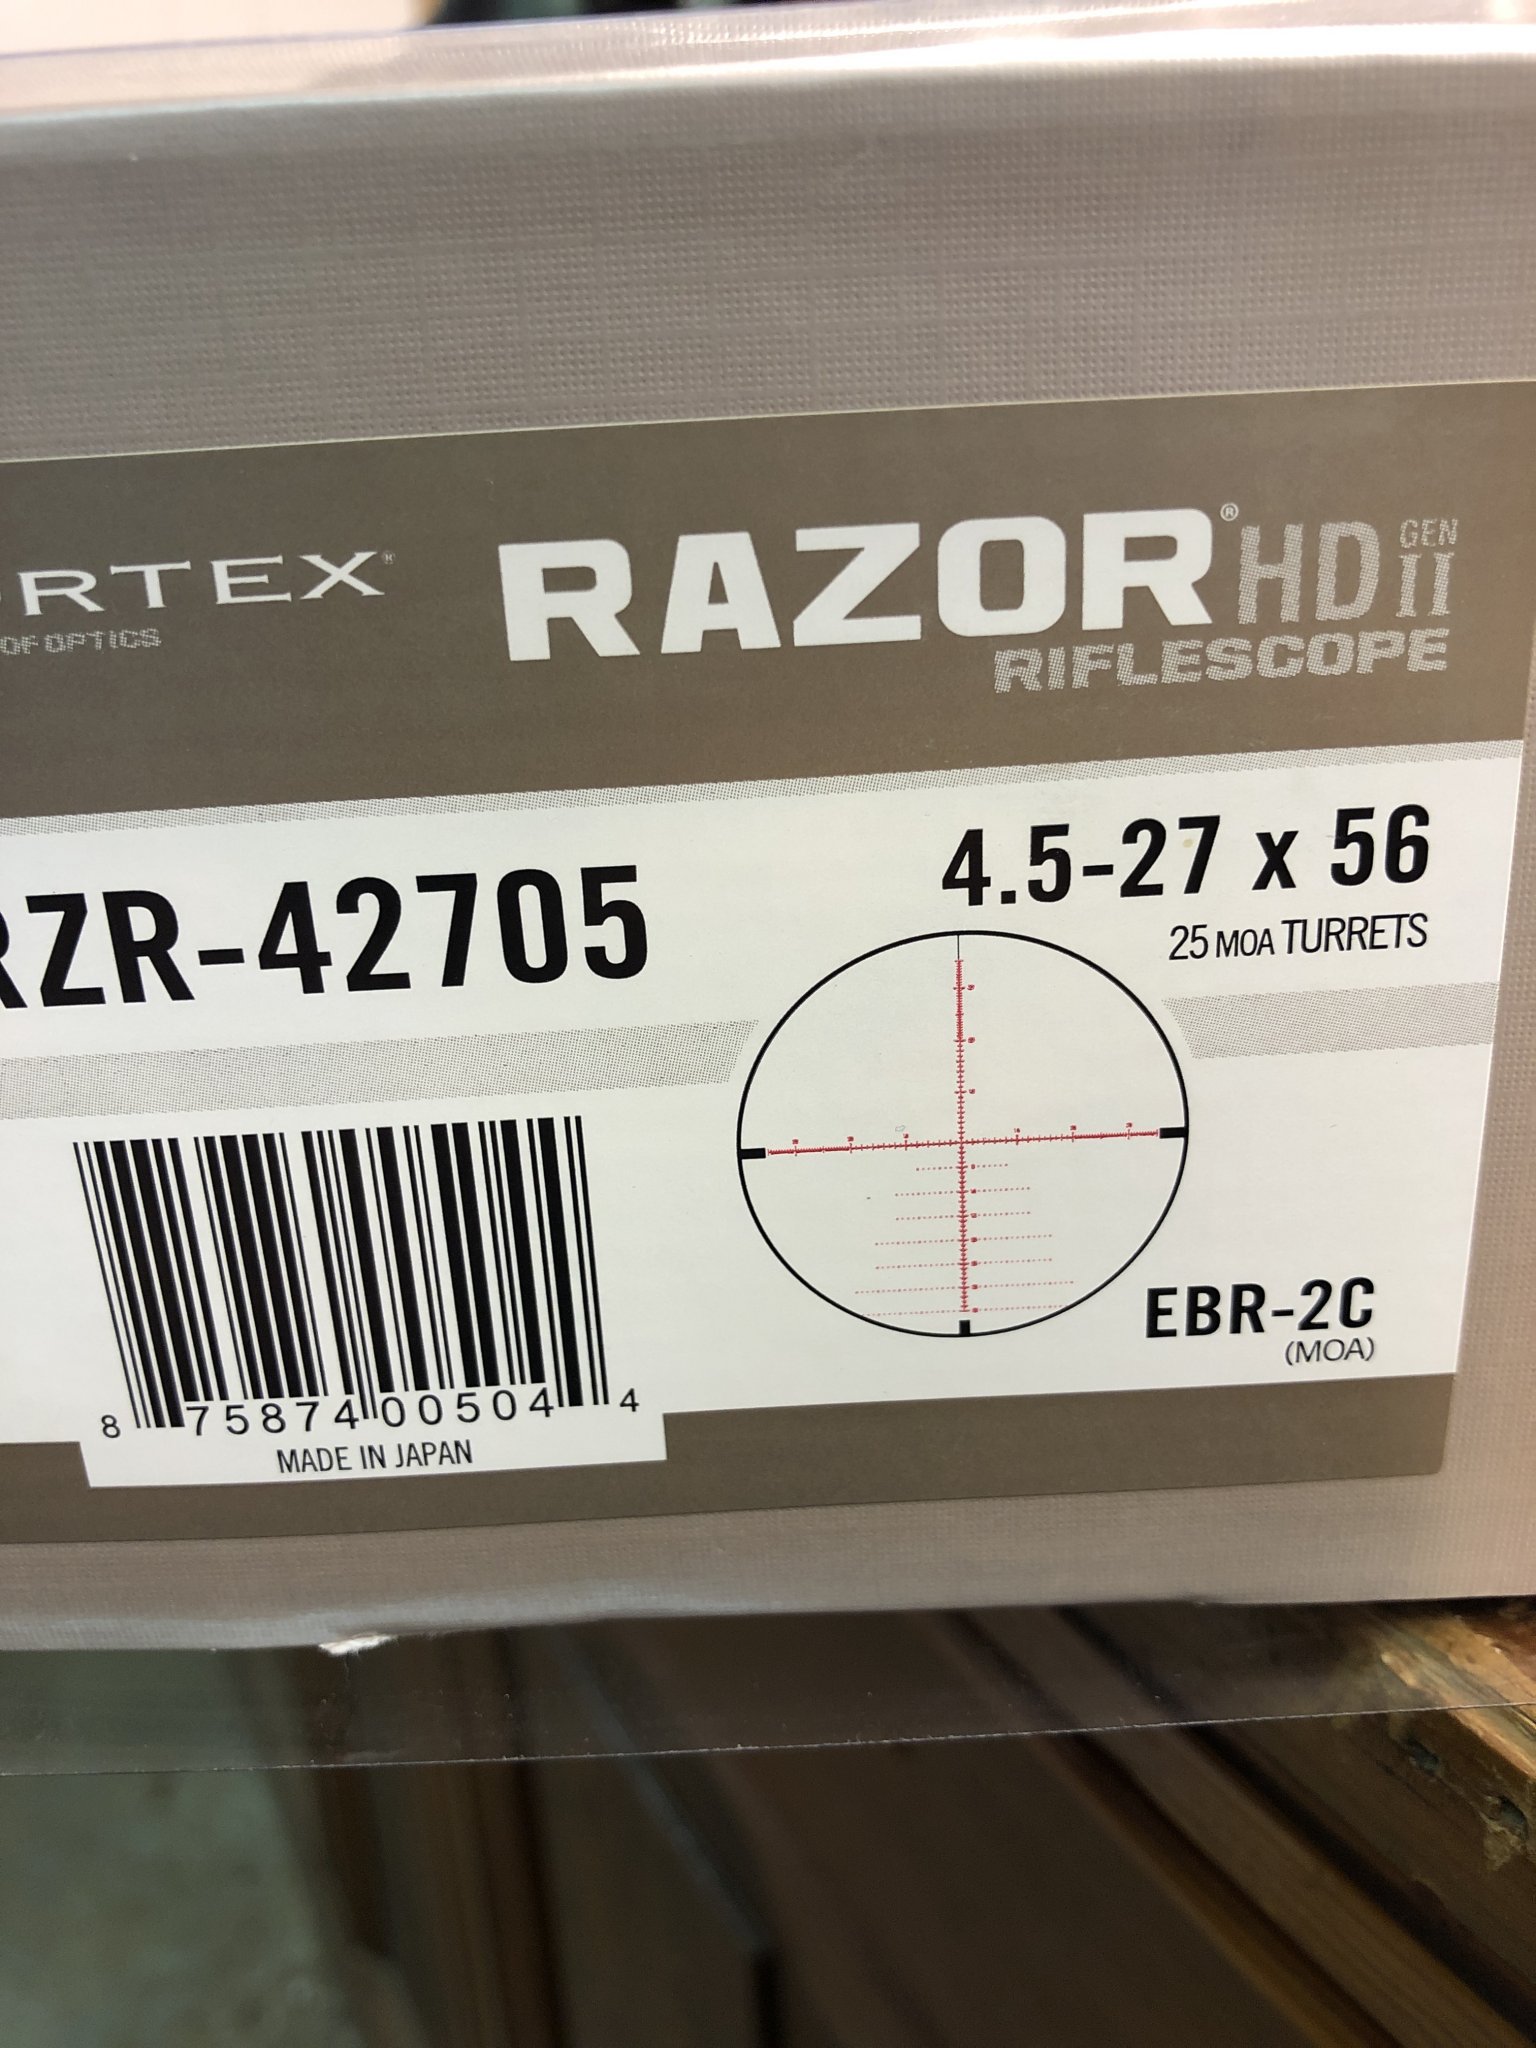 ORTEX®
OF OPTICS
RAZOR® HD GEN II
RIFLESCOPE
RZR-42705
4.5-27 x 56
25 MOA TURRETS
EBR-2C
(MOA)
8 75874 00504 4
MADE IN JAPAN